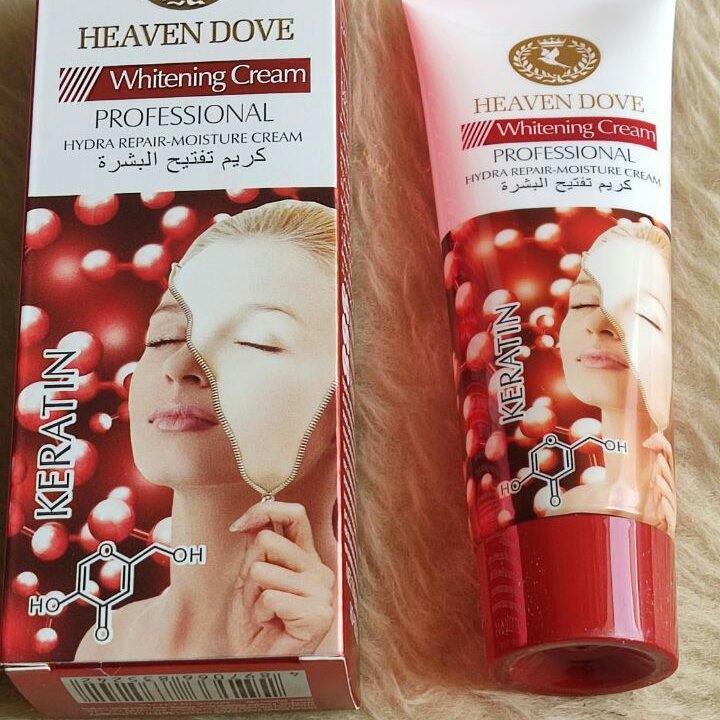 HEAVEN DOVE
Whitening Cream
PROFESSIONAL
HYDRA REPAIR-MOISTURE CREAM
كريم تفتيح البشرة
KERATIN
HO
O
O
OH
HEAVEN DOVE
Whitening Cream
PROFESSIONAL
HYDRA REPAIR-MOISTURE CREAM
كريم تفتيح البشرة
KERATIN
HO
O
O
OH